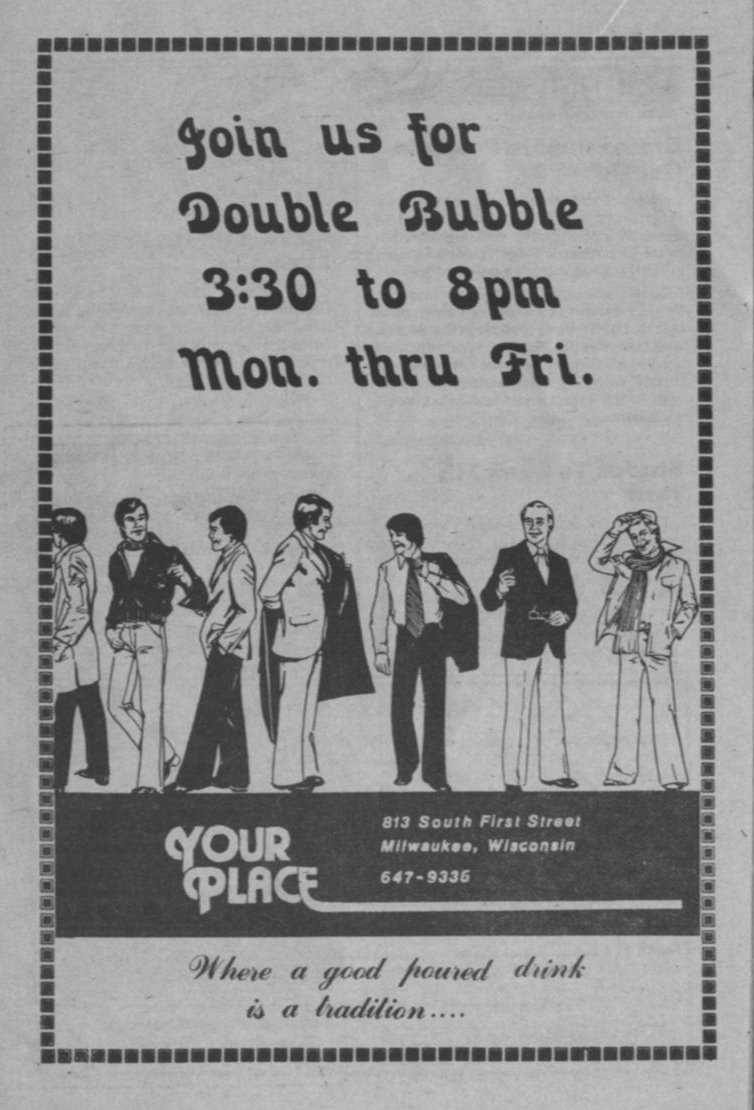 Join us for
Double Bubble
3:30 to 8pm
Mon. thru Fri.
YOUR
PLACE
813 South First Street
Milwaukee, Wisconsin
647-9335
Where a good poured drink
is a tradition....